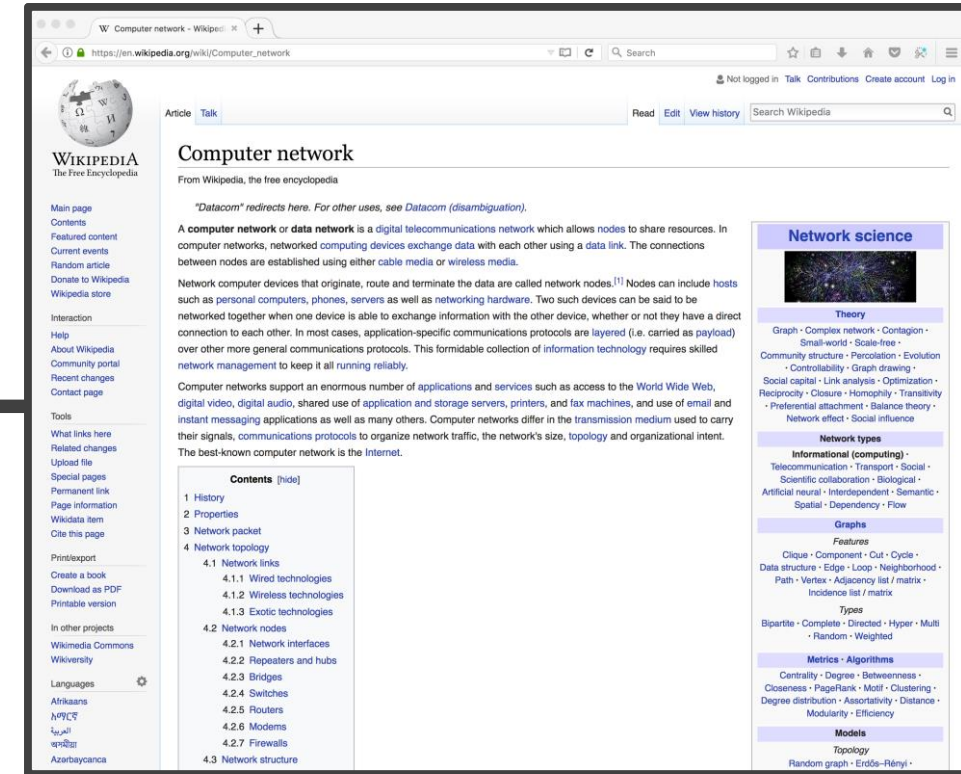 W Computer network - Wikiped
https://en.wikipedia.org/wiki/Computer_network
Search
Not logged in Talk Contributions Create account Log in
WIKIPEDIA
The Free Encyclopedia
Article Talk
Read Edit View history Search Wikipedia
Main page
Contents
Featured content
Current events
Random article
Donate to Wikipedia
Wikipedia store
Interaction
Help
About Wikipedia
Community portal
Recent changes
Contact page
Tools
What links here
Related changes
Upload file
Special pages
Permanent link
Page information
Wikidata item
Cite this page
Print/export
Create a book
Download as PDF
Printable version
In other projects
Wikimedia Commons
Wikiversity
Languages
Afrikaans
አማርኛ
العربية
অসমীয়া
Azərbaycanca
Computer network
From Wikipedia, the free encyclopedia
"Datacom" redirects here. For other uses, see Datacom (disambiguation).
A computer network or data network is a digital telecommunications network which allows nodes to share resources. In
computer networks, networked computing devices exchange data with each other using a data link. The connections
between nodes are established using either cable media or wireless media.
Network computer devices that originate, route and terminate the data are called network nodes.[1] Nodes can include hosts
such as personal computers, phones, servers as well as networking hardware. Two such devices can be said to be
networked together when one device is able to exchange information with the other device, whether or not they have a direct
connection to each other. In most cases, application-specific communications protocols are layered (i.e. carried as payload)
over other more general communications protocols. This formidable collection of information technology requires skilled
network management to keep it all running reliably.
Computer networks support an enormous number of applications and services such as access to the World Wide Web,
digital video, digital audio, shared use of application and storage servers, printers, and fax machines, and use of email and
instant messaging applications as well as many others. Computer networks differ in the transmission medium used to carry
their signals, communications protocols to organize network traffic, the network's size, topology and organizational intent.
The best-known computer network is the Internet.
Contents [hide]
1 History
2 Properties
3 Network packet
4 Network topology
4.1 Network links
4.1.1 Wired technologies
4.1.2 Wireless technologies
4.1.3 Exotic technologies
4.2 Network nodes
4.2.1 Network interfaces
4.2.2 Repeaters and hubs
4.2.3 Bridges
4.2.4 Switches
4.2.5 Routers
4.2.6 Modems
4.2.7 Firewalls
4.3 Network structure
Network science
Theory
Graph · Complex network · Contagion ·
Small-world · Scale-free ·
Community structure · Percolation · Evolution
· Controllability · Graph drawing ·
Social capital · Link analysis · Optimization ·
Reciprocity · Closure · Homophily · Transitivity
· Preferential attachment · Balance theory ·
Network effect · Social influence
Network types
Informational (computing) ·
Telecommunication · Transport · Social ·
Scientific collaboration · Biological ·
Artificial neural · Interdependent · Semantic ·
Spatial · Dependency · Flow
Graphs
Features
Clique · Component · Cut · Cycle ·
Data structure · Edge · Loop · Neighborhood ·
Path · Vertex · Adjacency list / matrix ·
Incidence list / matrix
Types
Bipartite · Complete · Directed · Hyper · Multi
· Random · Weighted
Metrics · Algorithms
Centrality · Degree · Betweenness ·
Closeness · PageRank · Motif · Clustering ·
Degree distribution · Assortativity · Distance ·
Modularity · Efficiency
Models
Topology
Random graph · Erdős–Rényi ·